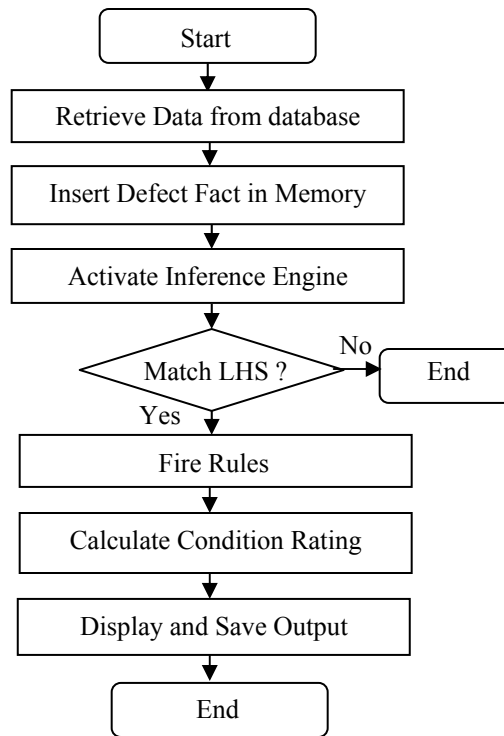 Start
Retrieve Data from database
Insert Defect Fact in Memory
Activate Inference Engine
Match LHS ?
No
End
Yes
Fire Rules
Calculate Condition Rating
Display and Save Output
End